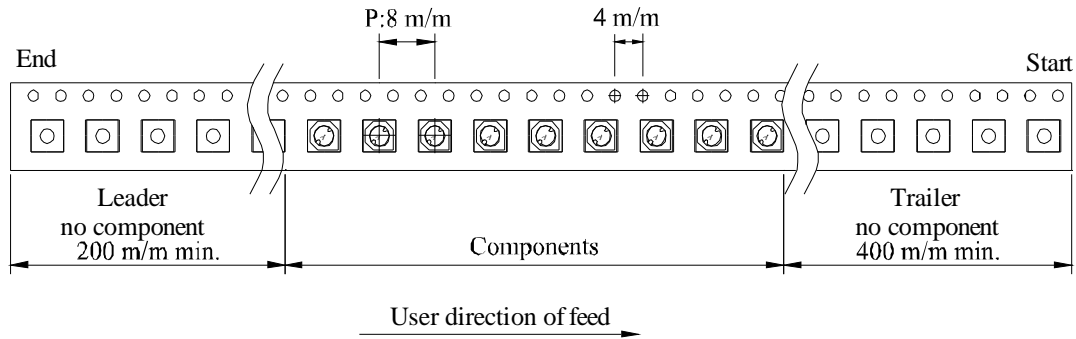 P:8 m/m
4 m/m
End
Start
Leader
no component
200 m/m min.
Components
Trailer
no component
400 m/m min.
User direction of feed